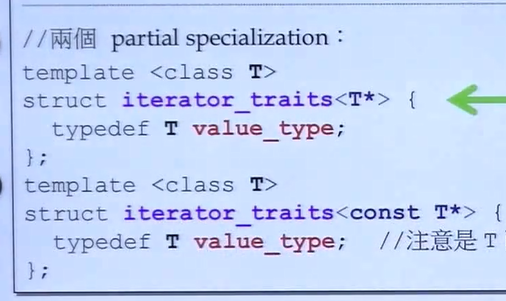 //兩個 partial specialization：
template <class T>
struct iterator_traits<T*> {
typedef T value_type;
};
template <class T>
struct iterator_traits<const T*> {
typedef T value_type; //注意是 T
};